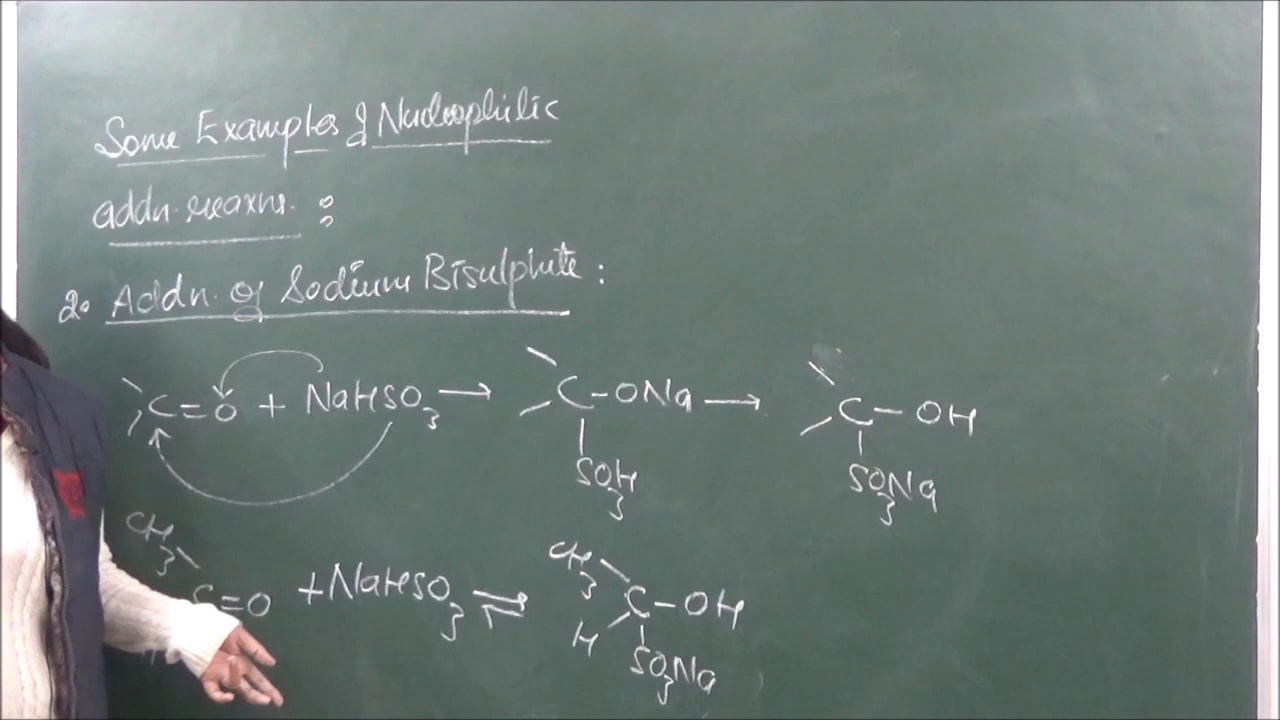 Some Examples of Nucleophilic
addn. reaxns. :
2. Addn. of Sodium Bisulphite :
C=O + NaHSO3 → C-ONa → C-OH
SO3H SO3Na
CH3 CH3
C=O + NaHSO3 ⇌ C-OH
H H
SO3Na